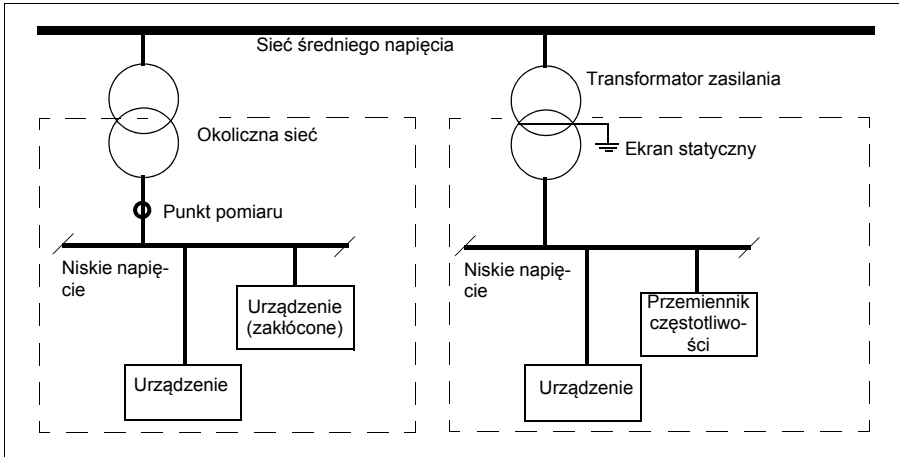 Sieć średniego napięcia
Transformator zasilania
Okoliczna sieć
Ekran statyczny
Punkt pomiaru
Niskie napię-
cie
Urządzenie
(zakłócone)
Urządzenie
Niskie napię-
cie
Przemiennik
częstotliwo-
ści
Urządzenie